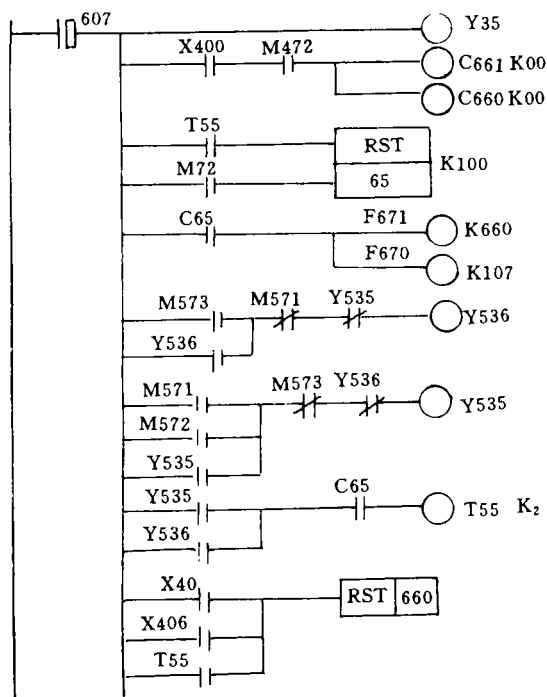 607
Y35
X400 M472
C661 K00
C660 K00
T55
RST
K100
M72
65
C65 F671
K660
F670
K107
M573 M571 Y535
Y536
Y536
M571
M573 Y536
Y535
M572
Y535
Y535
C65
T55 K₂
Y536
X40
RST 660
X406
T55